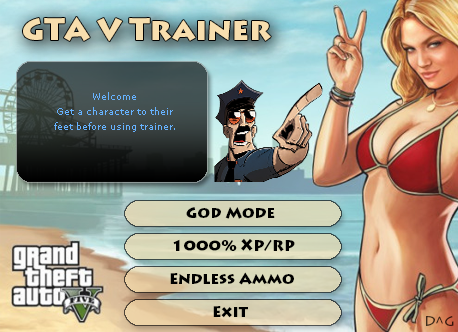 GTA V TRAINER
Welcome
Get a character to their
feet before using trainer.
GOD MODE
1000% XP/RP
ENDLESS AMMO
EXIT
grand
theft
auto V
FIVE
D^G